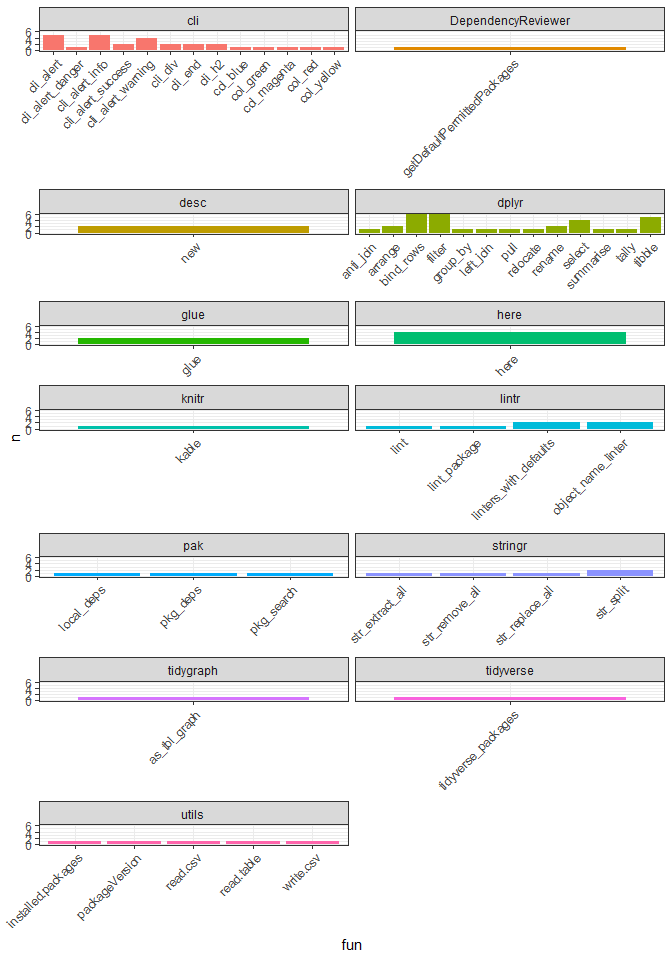 cli DependencyReviewer
6
4
2
0
cli_alert cli_alert_danger cli_alert_info cli_alert_success cli_alert_warning cli_div cli_end cli_h2 col_blue col_green col_magenta col_red col_yellow getDefaultPermittedPackages
desc dplyr
6
4
2
0
new anti_join arrange bind_rows filter group_by left_join pull relocate rename select summarise tally tibble
glue here
6
4
2
0
glue here
knitr lintr
6
4
2
0
kable lint lint_package linters_with_defaults object_name_linter
n
pak stringr
6
4
2
0
local_deps pkg_deps pkg_search str_extract_all str_remove_all str_replace_all str_split
tidygraph tidyverse
6
4
2
0
as_tbl_graph tidyverse_packages
utils
6
4
2
0
installed.packages packageVersion read.csv read.table write.csv
fun